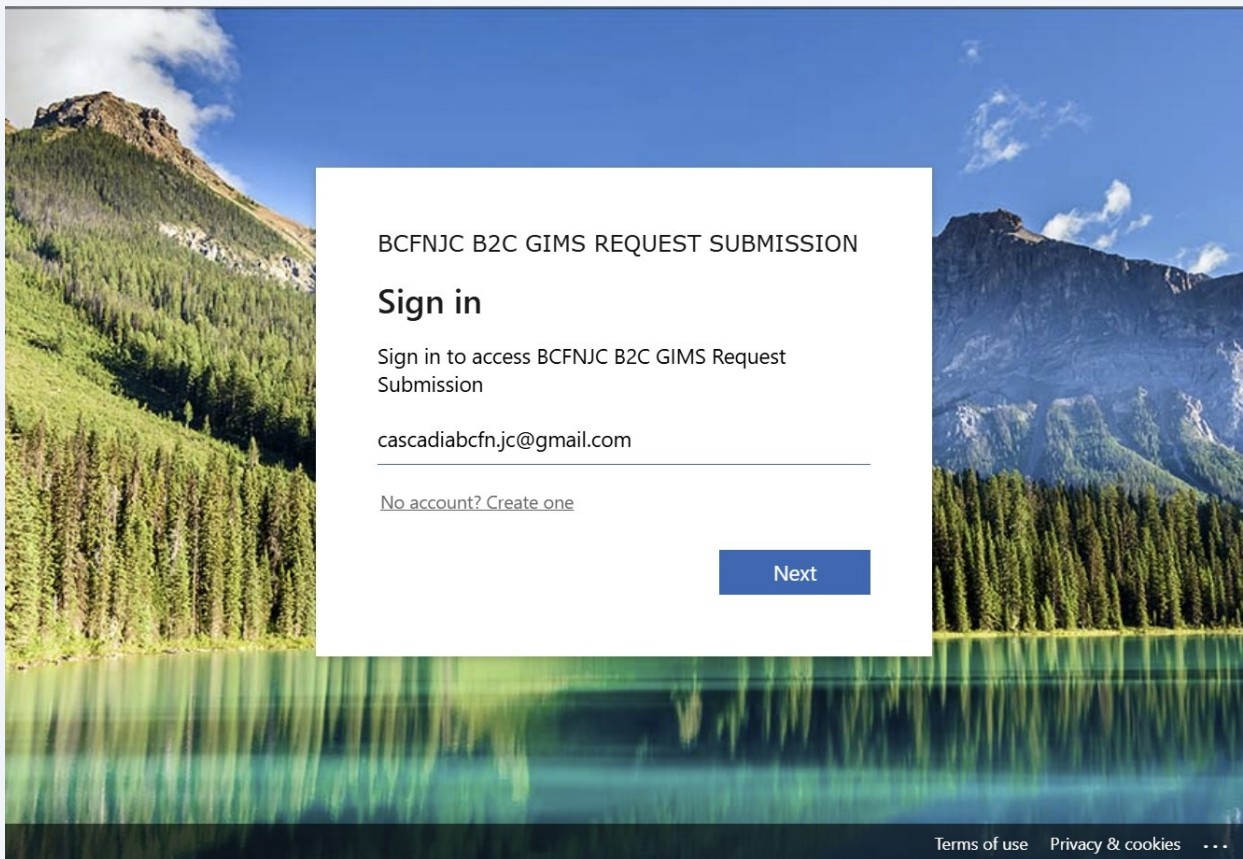 BCFNJC B2C GIMS REQUEST SUBMISSION
Sign in
Sign in to access BCFNJC B2C GIMS Request
Submission
cascadiabcfn.jc@gmail.com
No account? Create one
Next
Terms of use Privacy & cookies ...